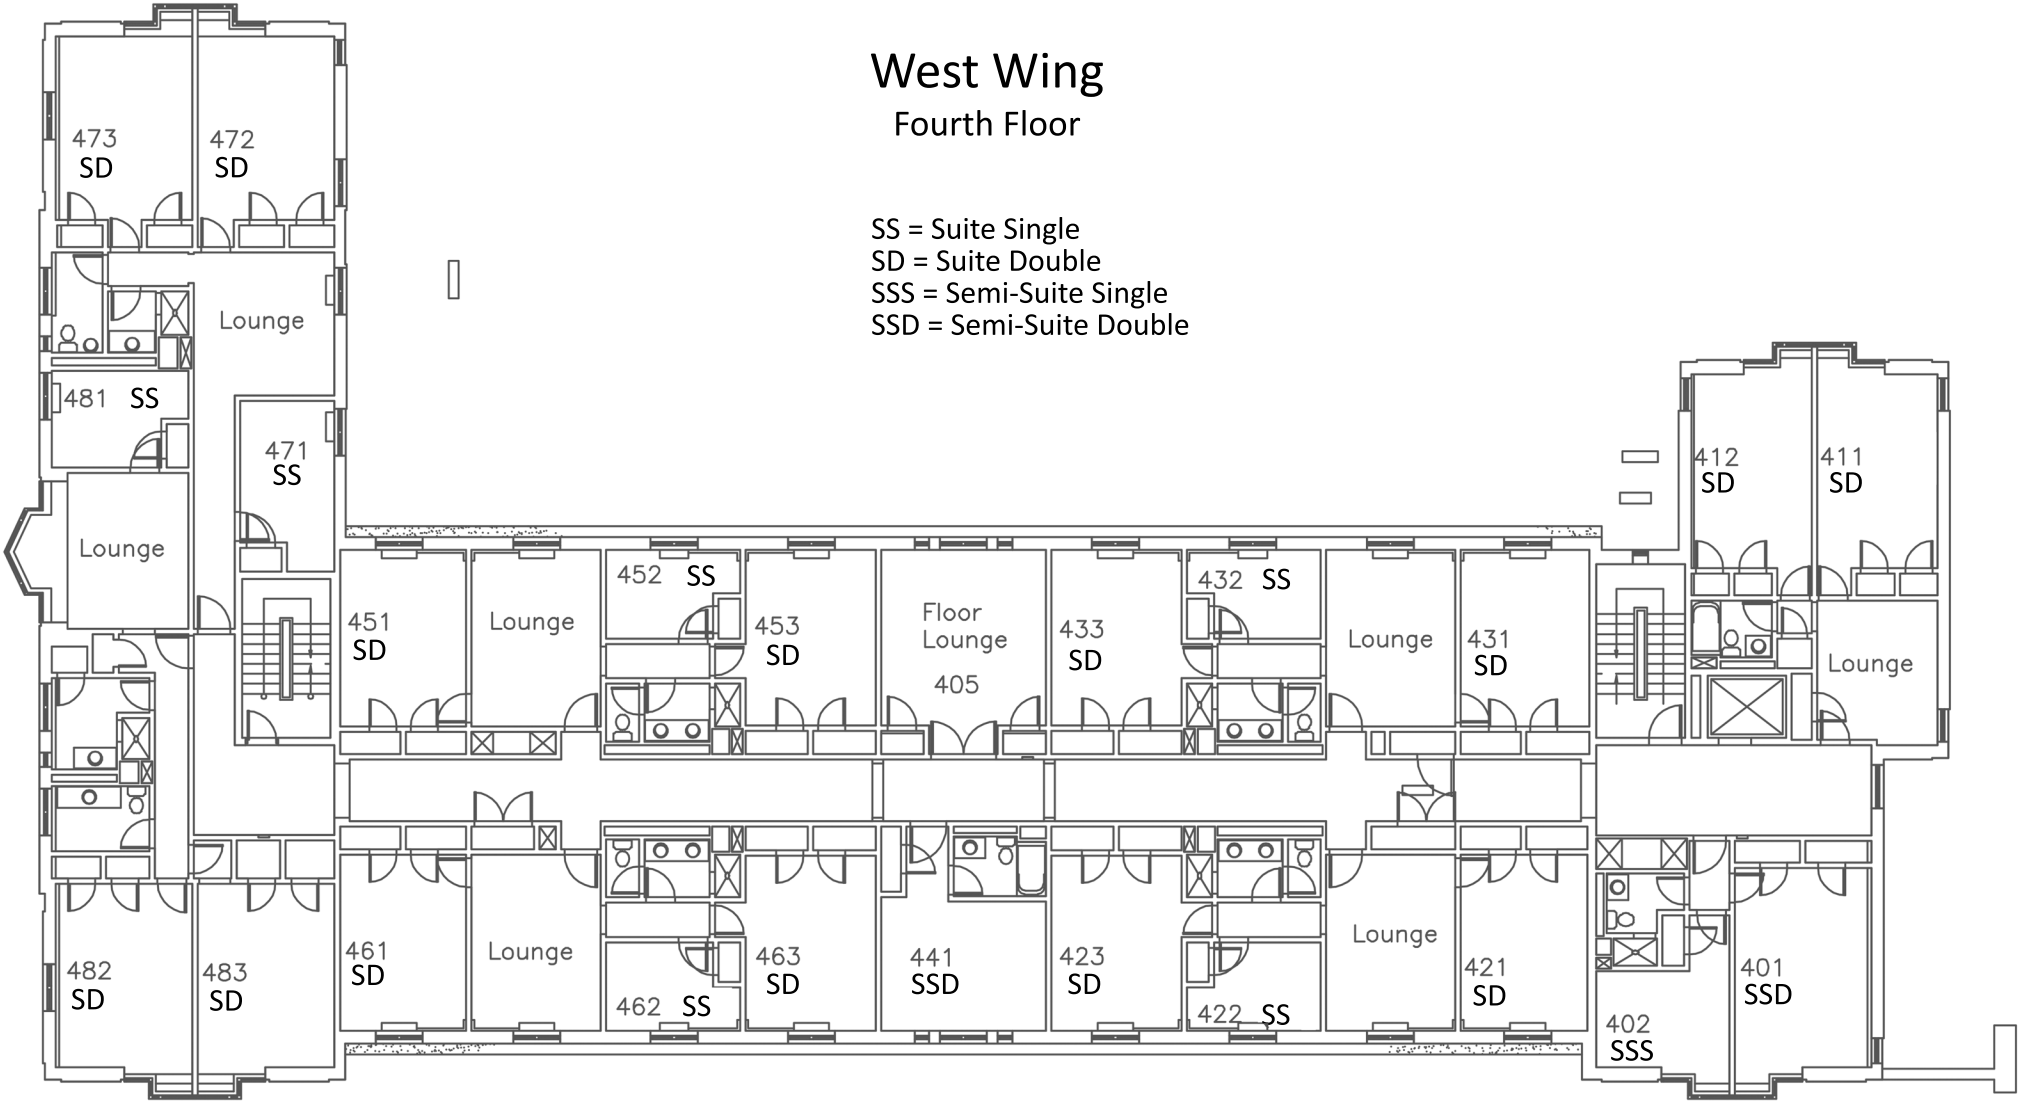 West Wing
Fourth Floor
SS = Suite Single
SD = Suite Double
SSS = Semi-Suite Single
SSD = Semi-Suite Double
473
SD
472
SD
Lounge
481 SS
471
SS
Lounge
412
SD
411
SD
451
SD
Lounge
452 SS
453
SD
Floor
Lounge
405
433
SD
432 SS
Lounge
431
SD
Lounge
482
SD
483
SD
461
SD
Lounge
462 SS
463
SD
441
SSD
423
SD
422 SS
Lounge
421
SD
402
SSS
401
SSD